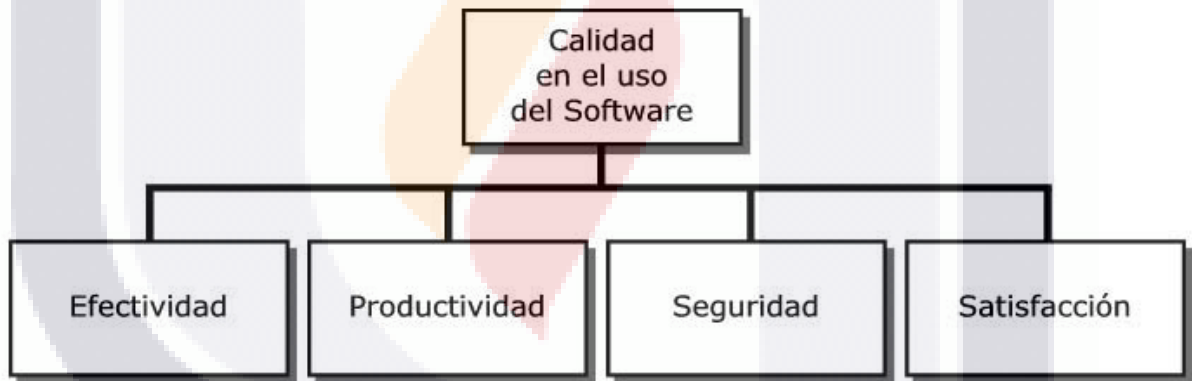 Calidad
en el uso
del Software
Efectividad
Productividad
Seguridad
Satisfacción